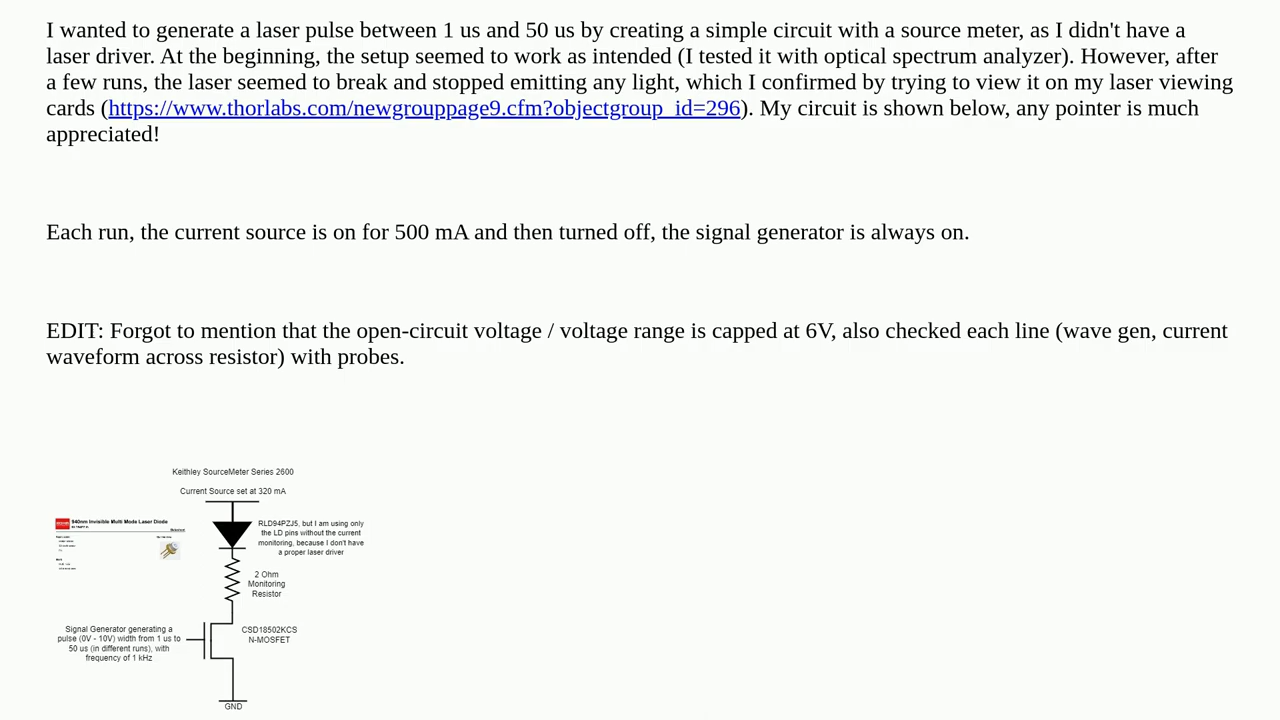 I wanted to generate a laser pulse between 1 us and 50 us by creating a simple circuit with a source meter, as I didn't have a
laser driver. At the beginning, the setup seemed to work as intended (I tested it with optical spectrum analyzer). However, after
a few runs, the laser seemed to break and stopped emitting any light, which I confirmed by trying to view it on my laser viewing
cards (https://www.thorlabs.com/newgrouppage9.cfm?objectgroup_id=296). My circuit is shown below, any pointer is much
appreciated!
Each run, the current source is on for 500 mA and then turned off, the signal generator is always on.
EDIT: Forgot to mention that the open-circuit voltage / voltage range is capped at 6V, also checked each line (wave gen, current
waveform across resistor) with probes.
Keithley SourceMeter Series 2600
Current Source set at 320 mA
940nm Invisible Multi Mode Laser Diode
RLD94PZJ5, but I am using only
the LD pins without the current
monitoring, because I don't have
a proper laser driver
2 Ohm
Monitoring
Resistor
Signal Generator generating a
pulse (0V - 10V) width from 1 us to
50 us (in different runs), with
frequency of 1 kHz
CSD18502KCS
N-MOSFET
GND